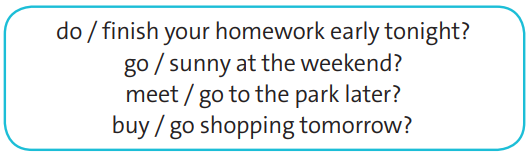 do / finish your homework early tonight?
go / sunny at the weekend?
meet / go to the park later?
buy / go shopping tomorrow?